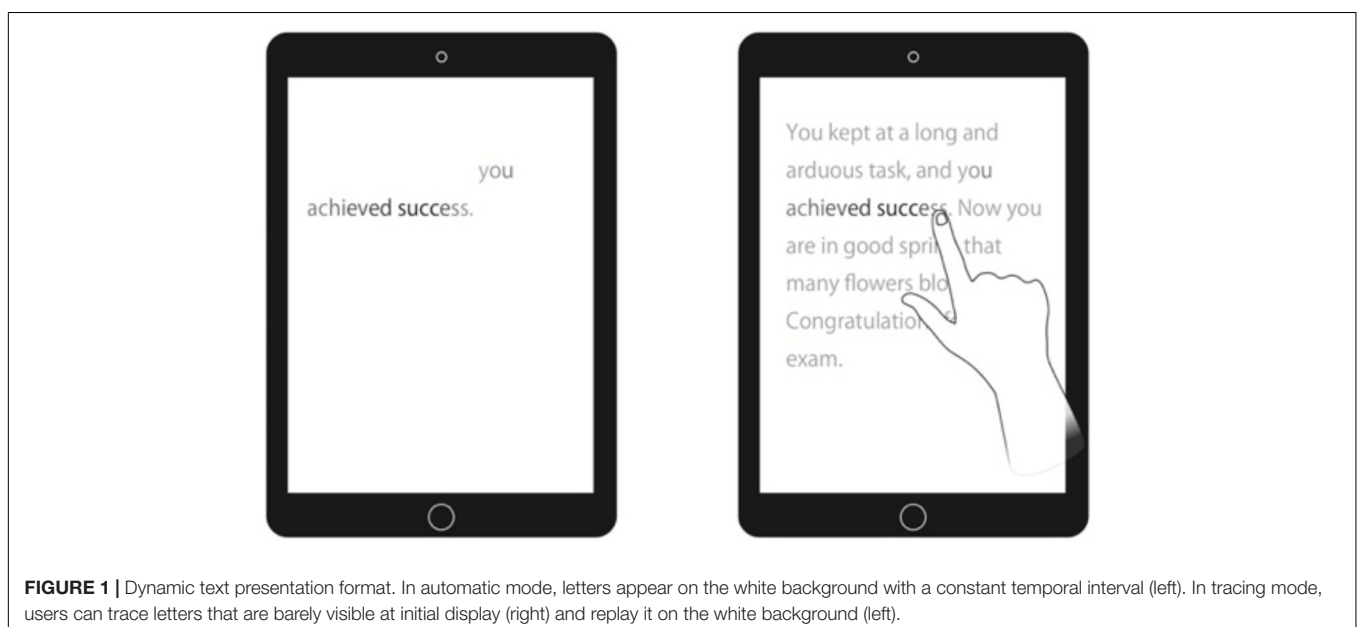 you
achieved success.
You kept at a long and
arduous task, and you
achieved success. Now you
are in good spri that
many flowers blo
Congratulation f
exam.
FIGURE 1 | Dynamic text presentation format. In automatic mode, letters appear on the white background with a constant temporal interval (left). In tracing mode,
users can trace letters that are barely visible at initial display (right) and replay it on the white background (left).